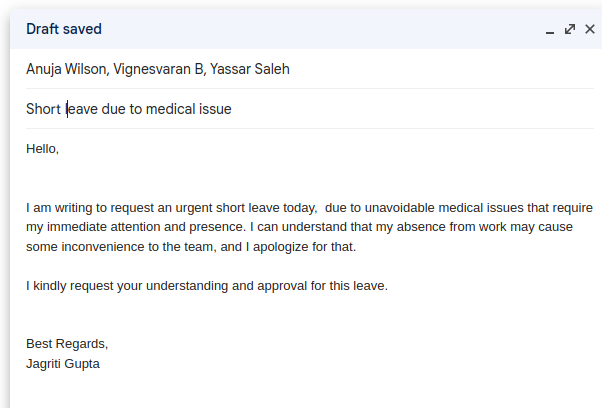 Draft saved
Anuja Wilson, Vignesvaran B, Yassar Saleh
Short leave due to medical issue
Hello,
I am writing to request an urgent short leave today,  due to unavoidable medical issues that require
my immediate attention and presence. I can understand that my absence from work may cause
some inconvenience to the team, and I apologize for that.
I kindly request your understanding and approval for this leave.
Best Regards,
Jagriti Gupta